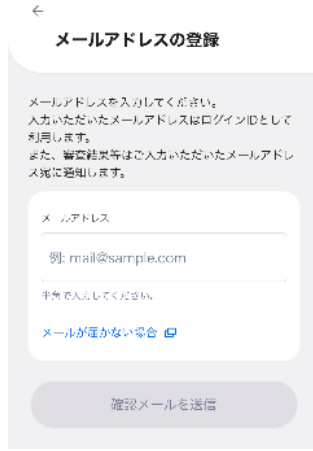 メールアドレスの登録
メールアドレスを入力してください。
入力いただいたメールアドレスはログインIDとして
利用します。
また、審査結果等はご入力いただいたメールアドレ
ス宛に通知します。
メールアドレス
例: mail@sample.com
半角で入力してください。
メールが届かない場合
確認メールを送信